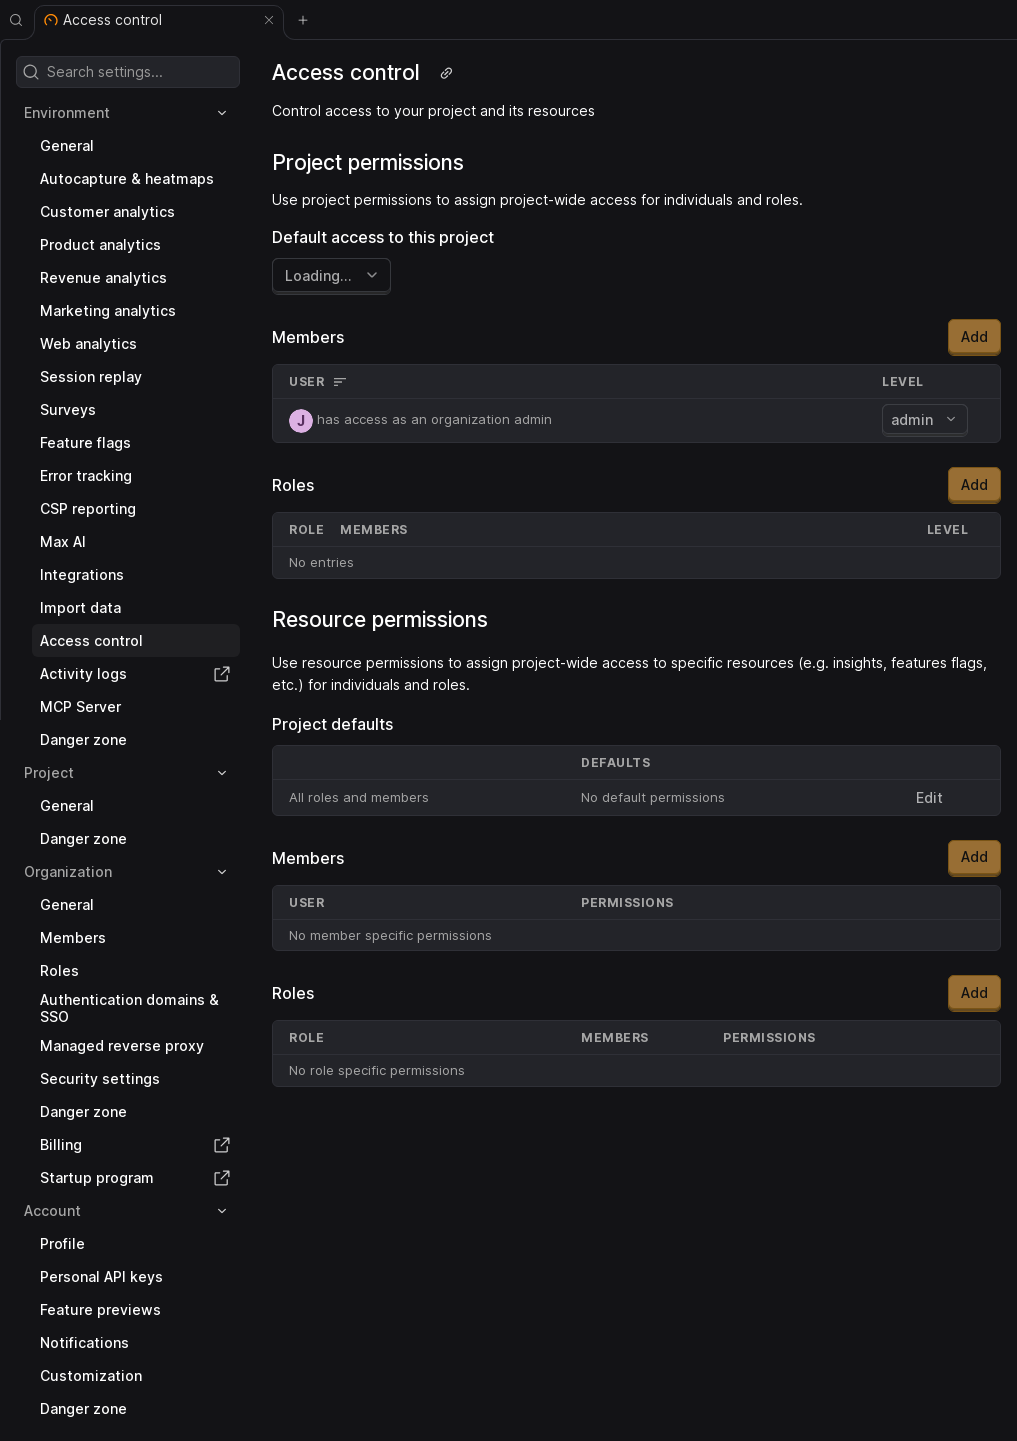 Access control
Search settings...
Environment
General
Autocapture & heatmaps
Customer analytics
Product analytics
Revenue analytics
Marketing analytics
Web analytics
Session replay
Surveys
Feature flags
Error tracking
CSP reporting
Max AI
Integrations
Import data
Access control
Activity logs
MCP Server
Danger zone
Project
General
Danger zone
Organization
General
Members
Roles
Authentication domains &
SSO
Managed reverse proxy
Security settings
Danger zone
Billing
Startup program
Account
Profile
Personal API keys
Feature previews
Notifications
Customization
Danger zone
Access control
Control access to your project and its resources
Project permissions
Use project permissions to assign project-wide access for individuals and roles.
Default access to this project
Loading...
Members Add
USER LEVEL
J has access as an organization admin admin
Roles Add
ROLE MEMBERS LEVEL
No entries
Resource permissions
Use resource permissions to assign project-wide access to specific resources (e.g. insights, features flags,
etc.) for individuals and roles.
Project defaults
DEFAULTS
All roles and members No default permissions Edit
Members Add
USER PERMISSIONS
No member specific permissions
Roles Add
ROLE MEMBERS PERMISSIONS
No role specific permissions